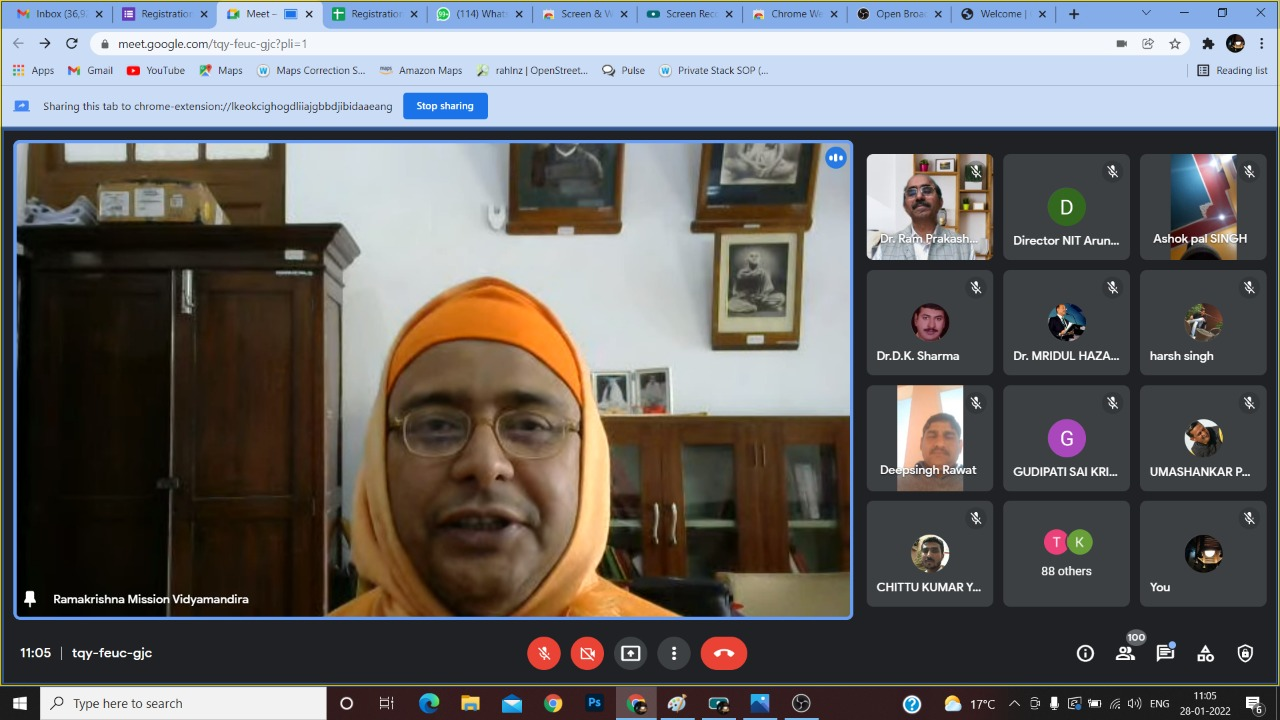 Inbox (36,9
Registration
Meet –
Registration
(114) Whats
Screen & W
Screen Rec
Chrome We
Open Broa
Welcome |
meet.google.com/tqy-feuc-gjc?pli=1
Apps
Gmail
YouTube
Maps
Maps Correction S...
Amazon Maps
rahlnz | OpenStreet...
Pulse
Private Stack SOP (...
Reading list
Sharing this tab to chrome-extension://lkeokcighogdliiajgbbdjibidaaeang
Stop sharing
Dr. Ram Prakash...
D
Director NIT Arun...
Ashok pal SINGH
Dr.D.K. Sharma
Dr. MRIDUL HAZA...
harsh singh
Deepsingh Rawat
G
GUDIPATI SAI KRI...
UMASHANKAR P...
CHITTU KUMAR Y...
T K
88 others
You
Ramakrishna Mission Vidyamandira
11:05 | tqy-feuc-gjc
100
Type here to search
Ps
17°C
ENG
11:05
28-01-2022
6